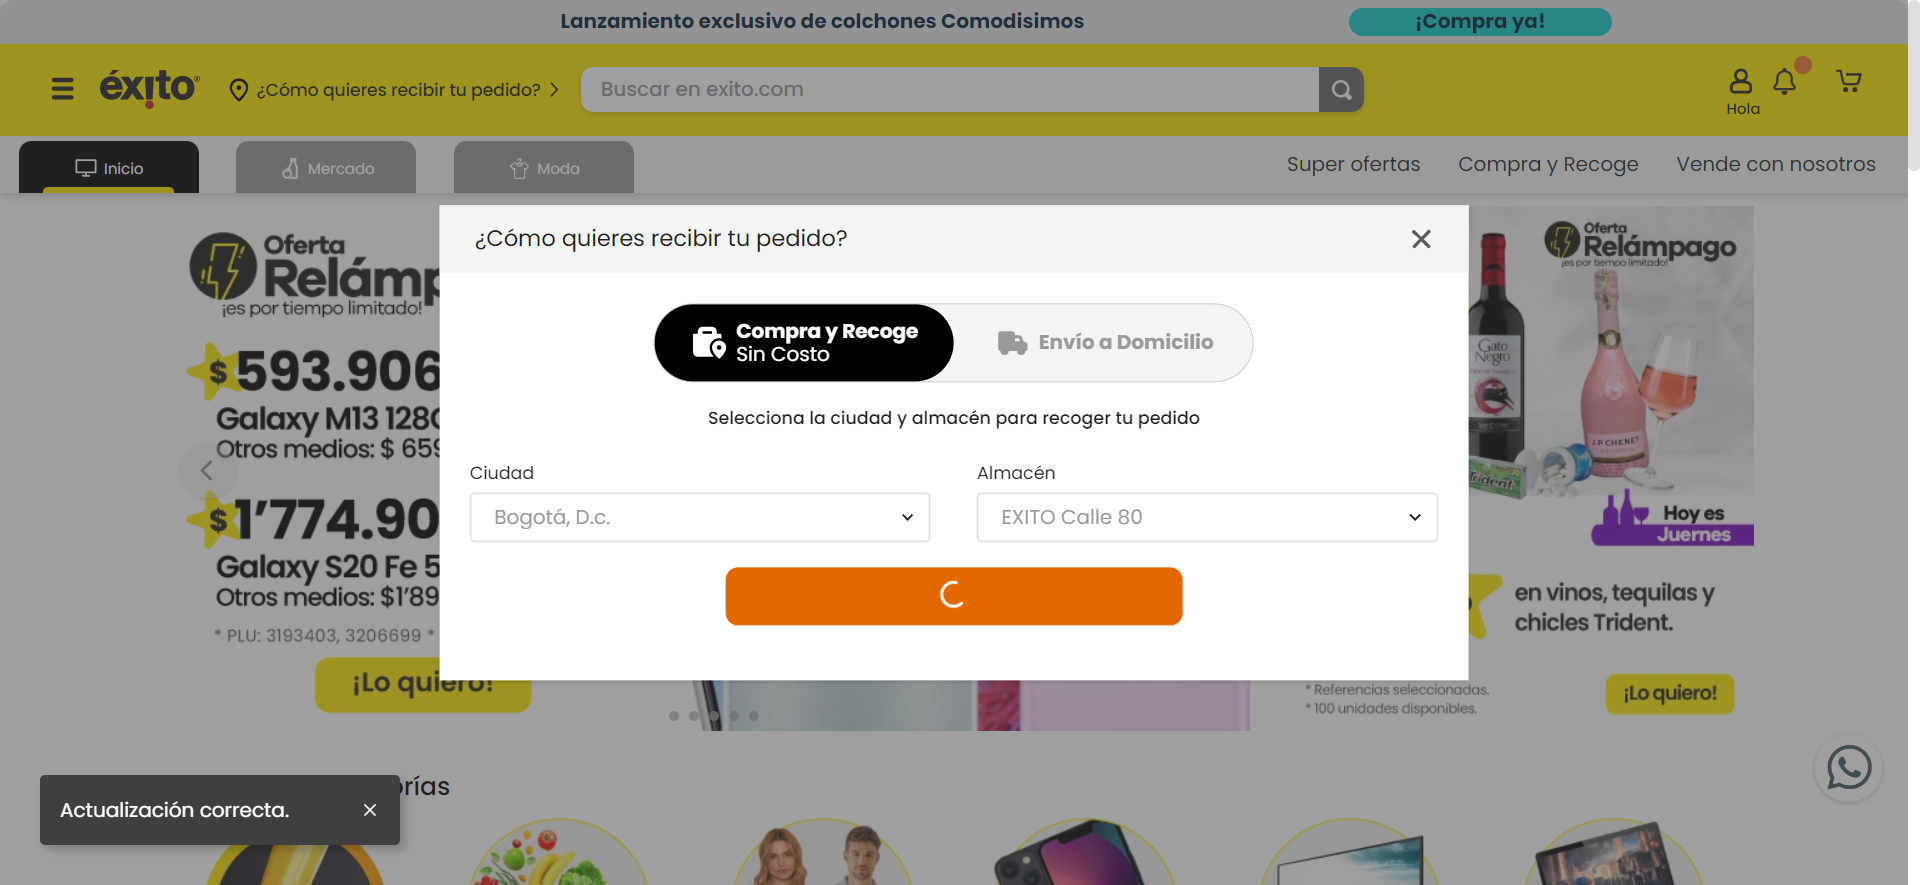 Lanzamiento exclusivo de colchones Comodisimos
¡Compra ya!
éxito
¿Cómo quieres recibir tu pedido?
Buscar en exito.com
Hola
Inicio
Mercado
Moda
Super ofertas
Compra y Recoge
Vende con nosotros
¿Cómo quieres recibir tu pedido?
Compra y Recoge
Sin Costo
Envío a Domicilio
Selecciona la ciudad y almacén para recoger tu pedido
Ciudad
Almacén
Bogotá, D.c.
EXITO Calle 80
Oferta
Relámp
¡es por tiempo limitado!
$593.906
Galaxy M13 128G
Otros medios: $ 659
$1'774.90
Galaxy S20 Fe 5
Otros medios: $1'89
* PLU: 3193403, 3206699 *
¡Lo quiero!
Oferta
Relámpago
¡es por tiempo limitado!
Gato
Negro
J.P. CHENET
Trident
Hoy es
Juernes
en vinos, tequilas y
chicles Trident.
* Referencias seleccionadas.
* 100 unidades disponibles.
¡Lo quiero!
orías
Actualización correcta.